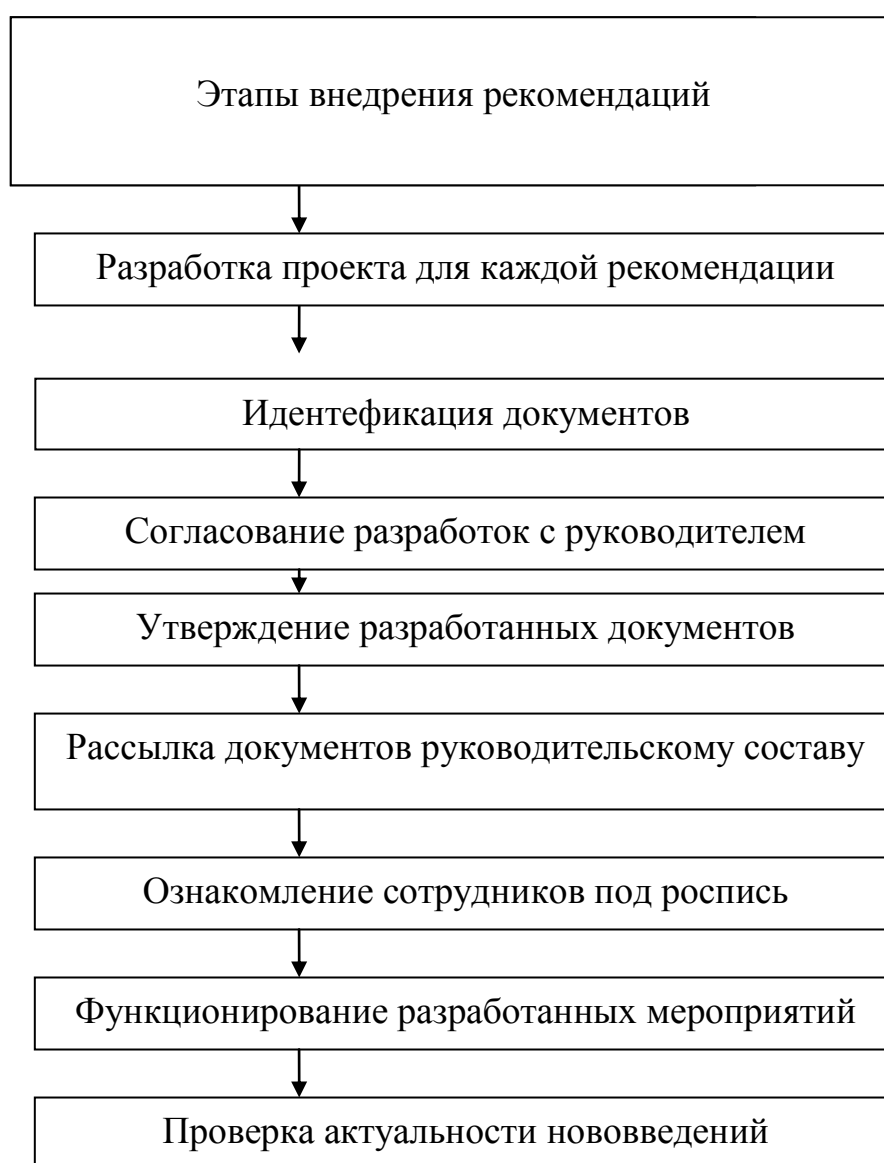 Этапы внедрения рекомендаций
Разработка проекта для каждой рекомендации
Идентефикация документов
Согласование разработок с руководителем
Утверждение разработанных документов
Рассылка документов руководительскому составу
Ознакомление сотрудников под роспись
Функционирование разработанных мероприятий
Проверка актуальности нововведений